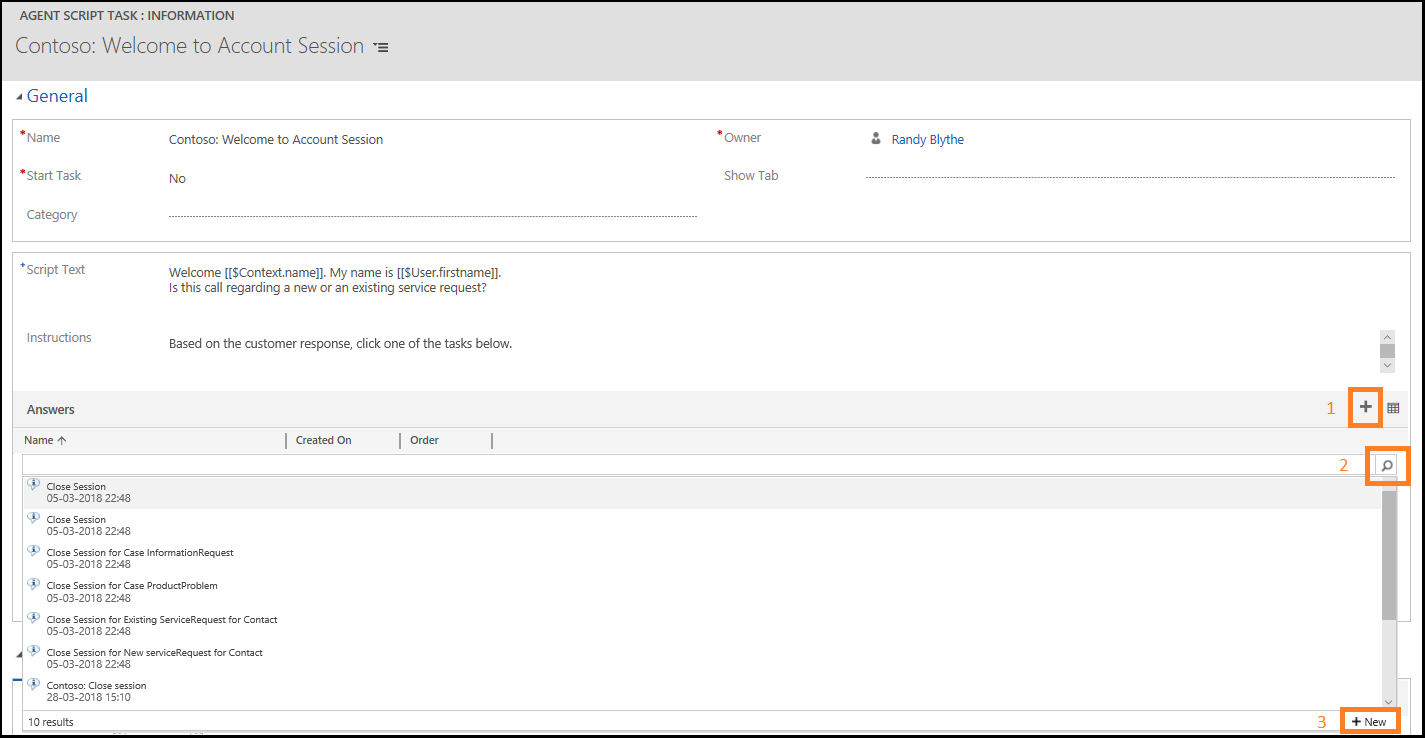 AGENT SCRIPT TASK : INFORMATION
Contoso: Welcome to Account Session
General
*Name Contoso: Welcome to Account Session *Owner Randy Blythe
*Start Task No Show Tab
Category
+Script Text Welcome [[$Context.name]]. My name is [[$User.firstname]].
Is this call regarding a new or an existing service request?
Instructions Based on the customer response, click one of the tasks below.
Answers 1 +
Name ↑ Created On Order
2
Close Session
05-03-2018 22:48
Close Session
05-03-2018 22:48
Close Session for Case InformationRequest
05-03-2018 22:48
Close Session for Case ProductProblem
05-03-2018 22:48
Close Session for Existing ServiceRequest for Contact
05-03-2018 22:48
Close Session for New serviceRequest for Contact
05-03-2018 22:48
Contoso: Close session
28-03-2018 15:10
10 results 3 + New